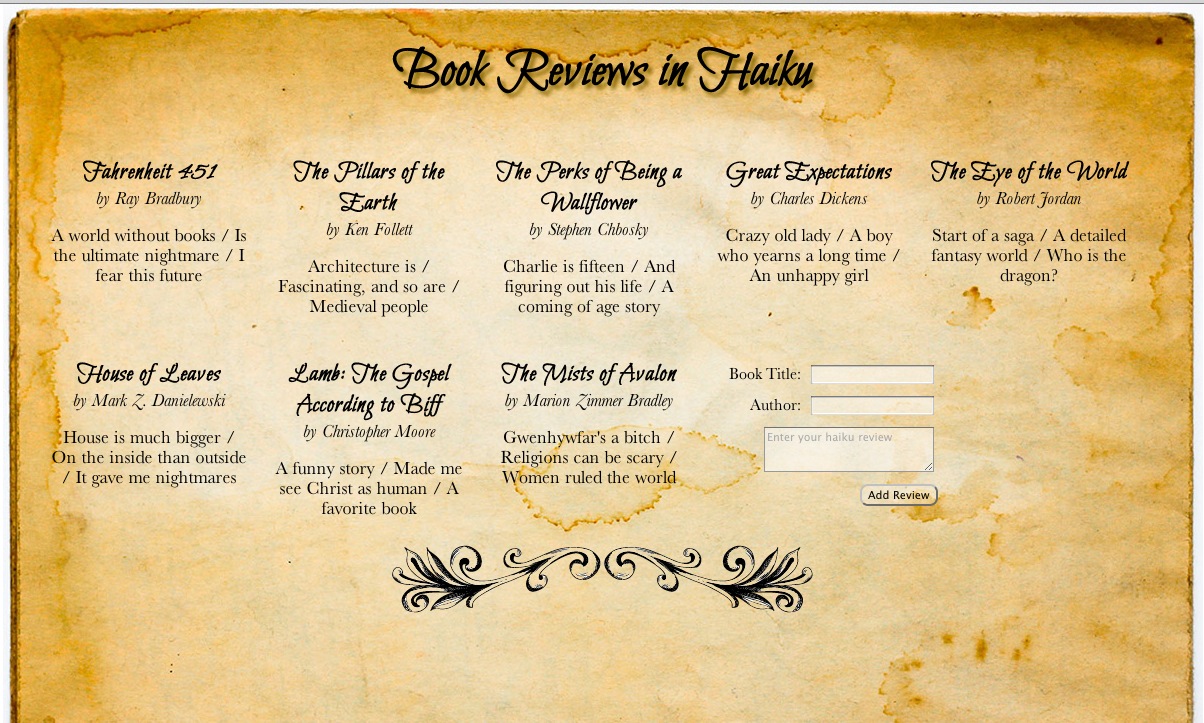 Book Reviews in Haiku
Fahrenheit 451
by Ray Bradbury
A world without books / Is
the ultimate nightmare / I
fear this future
The Pillars of the
Earth
by Ken Follett
Architecture is /
Fascinating, and so are /
Medieval people
The Perks of Being a
Wallflower
by Stephen Chbosky
Charlie is fifteen / And
figuring out his life / A
coming of age story
Great Expectations
by Charles Dickens
Crazy old lady / A boy
who yearns a long time /
An unhappy girl
The Eye of the World
by Robert Jordan
Start of a saga / A detailed
fantasy world / Who is the
dragon?
House of Leaves
by Mark Z. Danielewski
House is much bigger /
On the inside than outside
/ It gave me nightmares
Lamb: The Gospel
According to Biff
by Christopher Moore
A funny story / Made me
see Christ as human / A
favorite book
The Mists of Avalon
by Marion Zimmer Bradley
Gwenhwyfar's a bitch /
Religions can be scary /
Women ruled the world
Book Title:
Author:
Enter your haiku review
Add Review